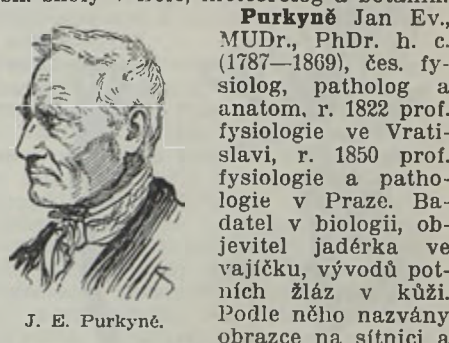 Purkyně Jan Ev.,
MUDr., PhDr. h. c.
(1787—1869), čes. fy-
siolog, patholog a
anatom, r. 1822 prof.
fysiologie ve Vrati-
slavi, r. 1850 prof.
fysiologie a patho-
logie v Praze. Ba-
datel v biologii, ob-
jevitel jadérka ve
vajíčku, vývodů pot-
ních žláz v kůži.
Podle něho nazvány
obrazce na sítnici a
J. E. Purkyně.